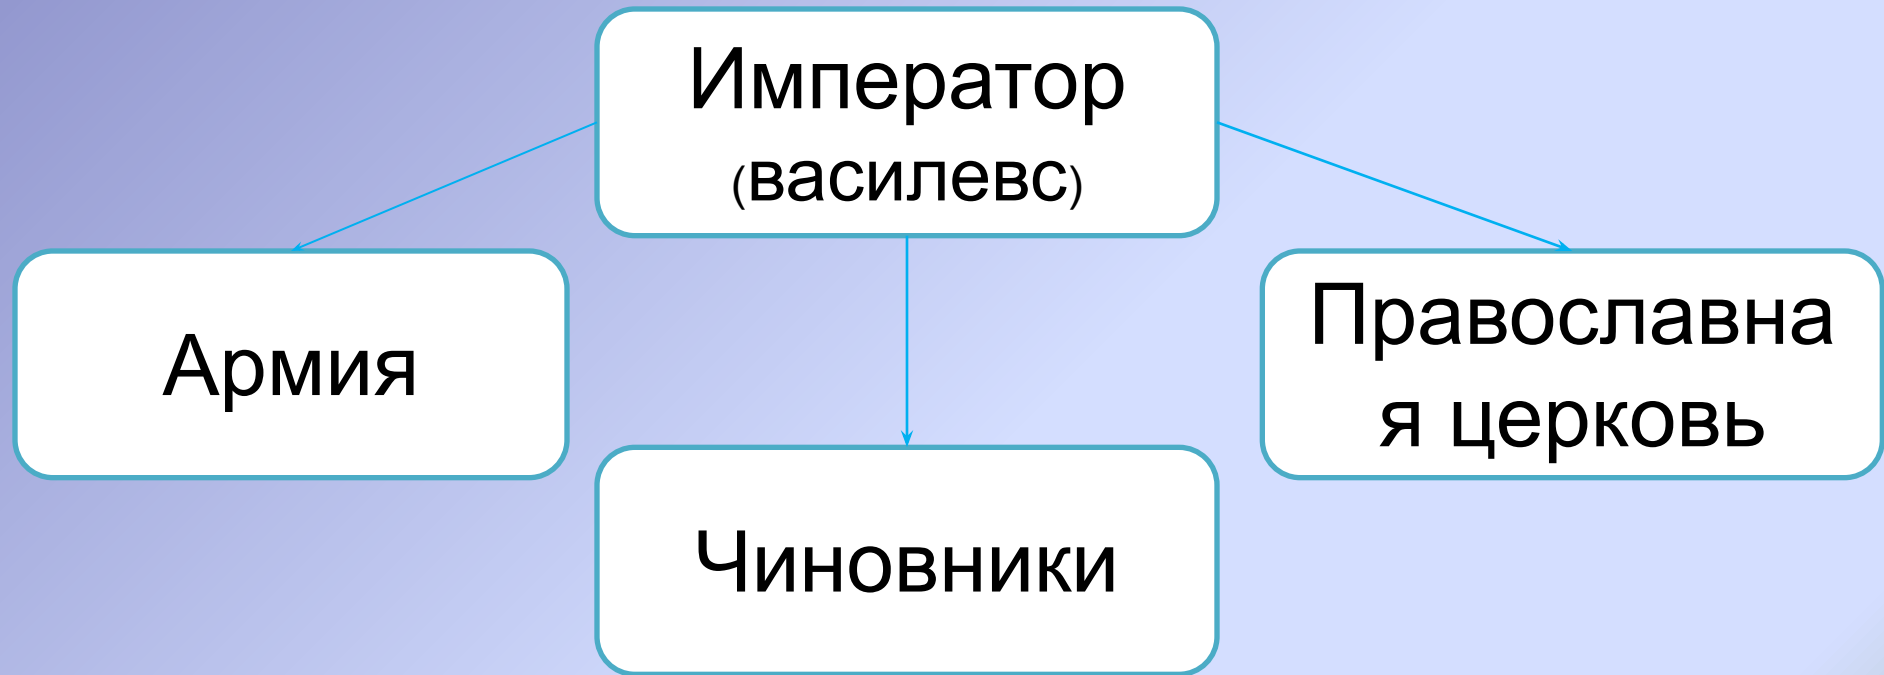 Император
(василевс)
Армия
Православна
я церковь
Чиновники